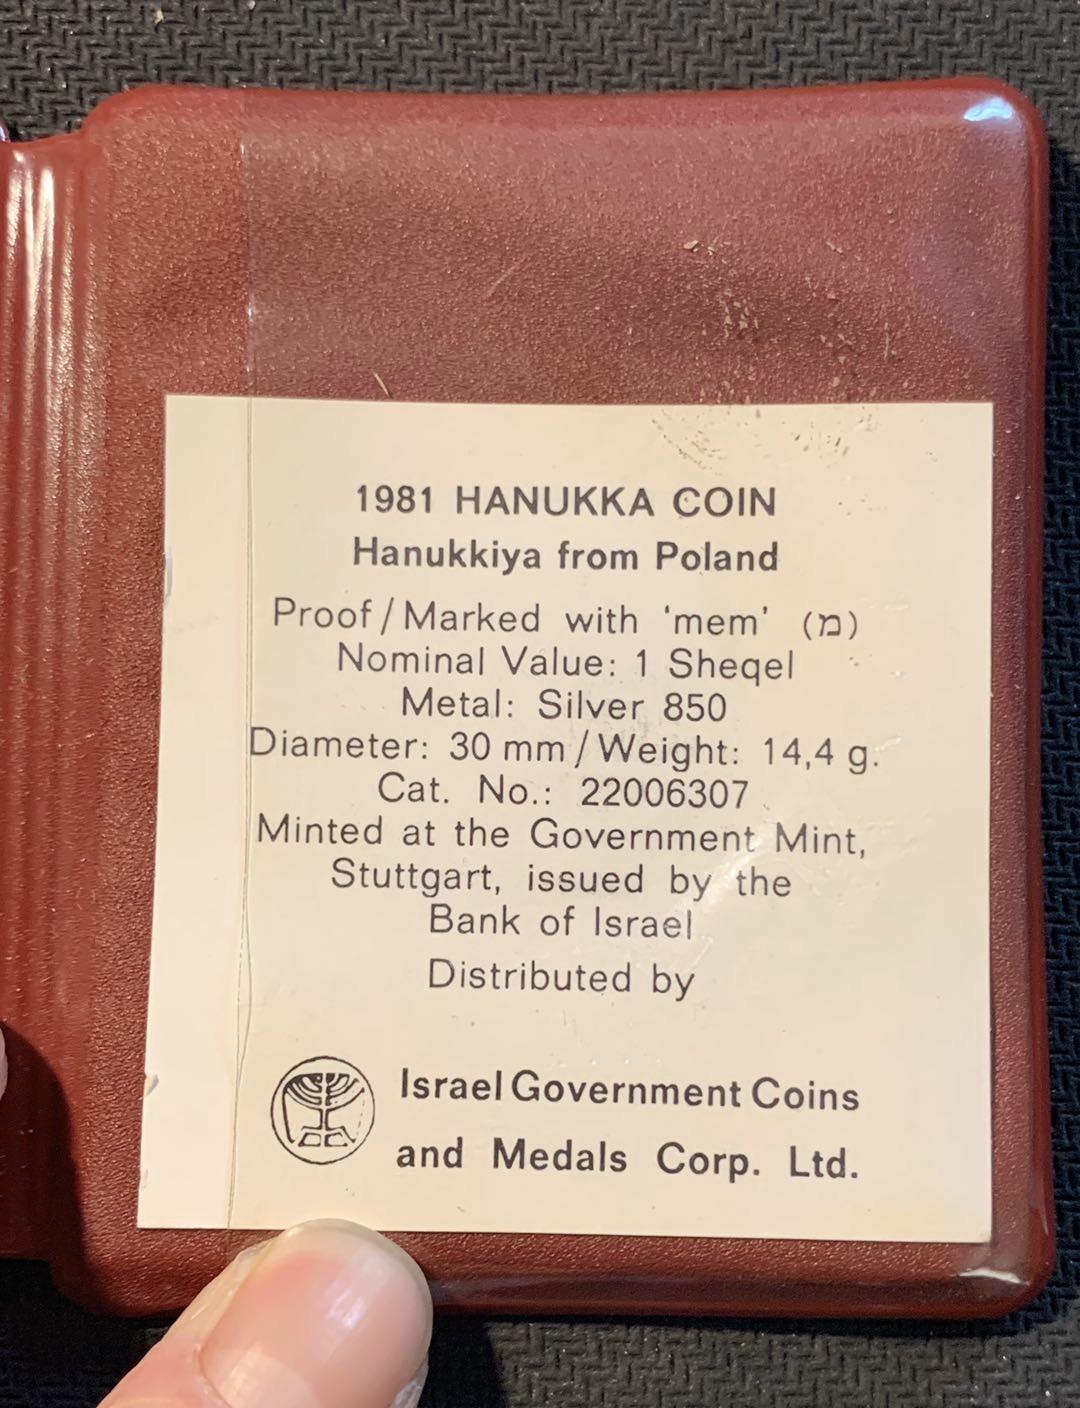 1981 HANUKKA COIN
Hanukkiya from Poland
Proof / Marked with 'mem' (מ)
Nominal Value: 1 Sheqel
Metal: Silver 850
Diameter: 30 mm / Weight: 14,4 g.
Cat. No.: 22006307
Minted at the Government Mint,
Stuttgart, issued by the
Bank of Israel
Distributed by
Israel Government Coins
and Medals Corp. Ltd.